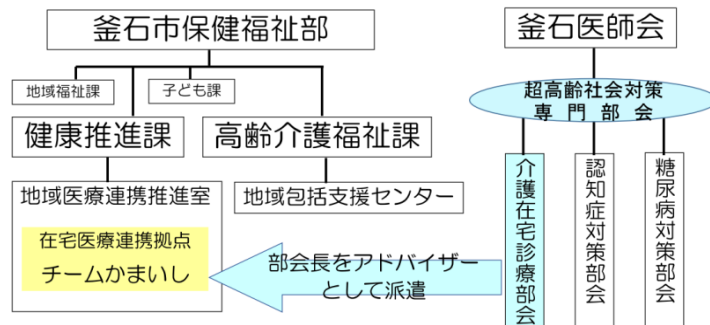 釜石市保健福祉部
釜石医師会
地域福祉課
子ども課
超高齢社会対策
専門部会
健康推進課
高齢介護福祉課
地域医療連携推進室
地域包括支援センター
在宅医療連携拠点
チームかまいし
部会長をアドバイザー
として派遣
介護在宅診療部会
認知症対策部会
糖尿病対策部会